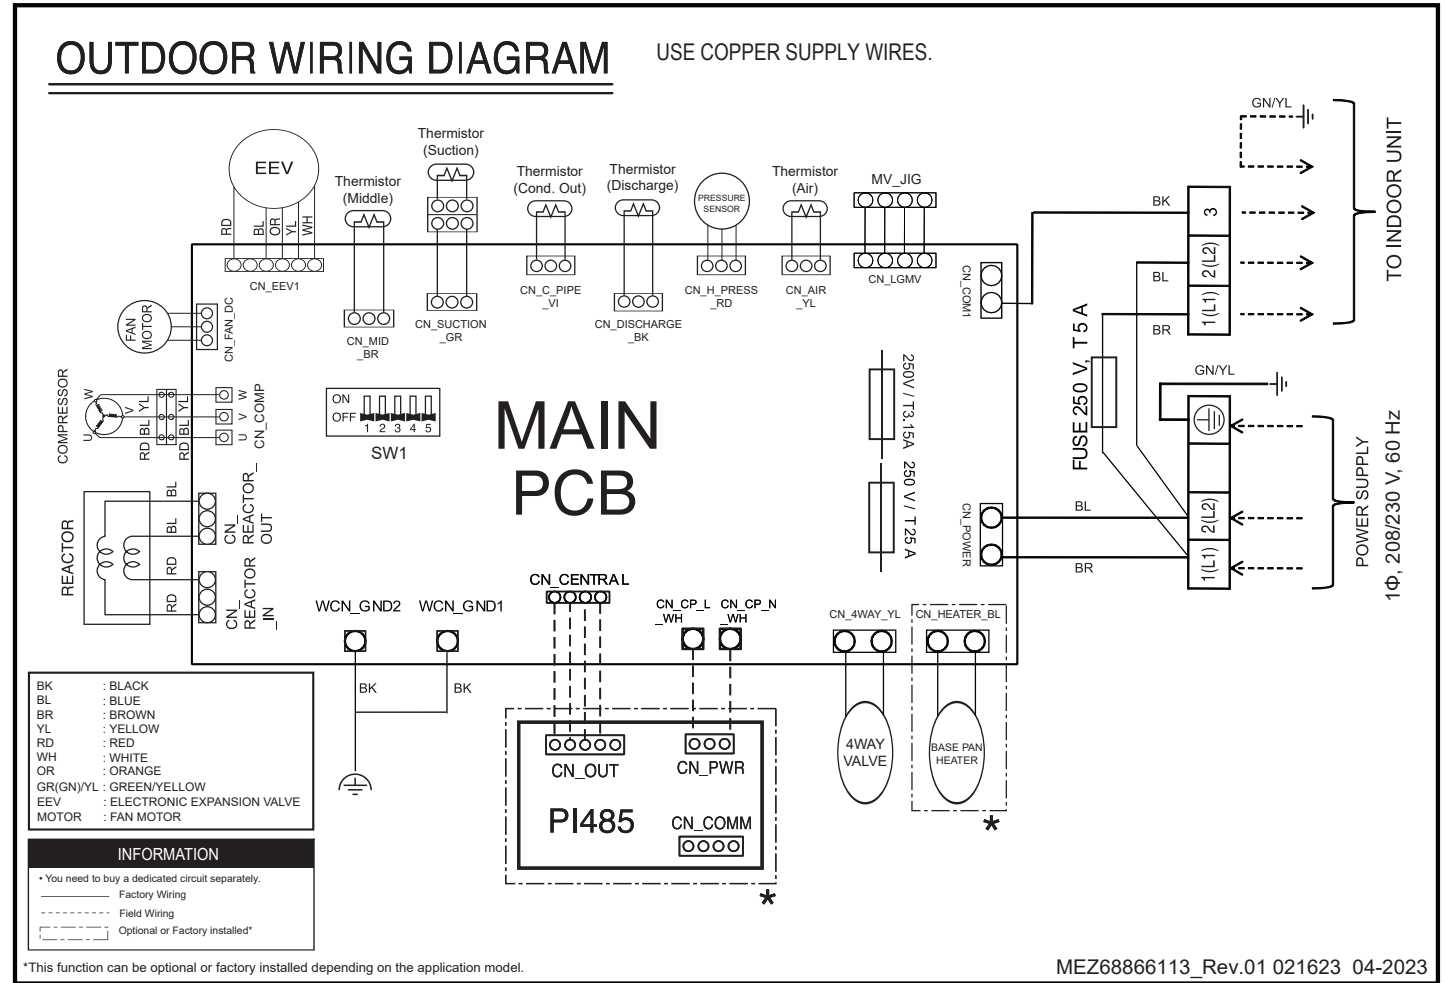 OUTDOOR WIRING DIAGRAM
USE COPPER SUPPLY WIRES.
EEV
RD
BL
OR
YL
WH
CN_EEV1
Thermistor
(Middle)
CN_MID
_BR
Thermistor
(Suction)
CN_SUCTION
_GR
Thermistor
(Cond. Out)
CN_C_PIPE
_VI
Thermistor
(Discharge)
CN_DISCHARGE
_BK
PRESSURE
SENSOR
CN_H_PRESS
_RD
Thermistor
(Air)
CN_AIR
_YL
MV_JIG
CN_LGMV
CN_COM1
BK
BL
BR
3
2(L2)
1(L1)
GN/YL
TO INDOOR UNIT
FAN
MOTOR
CN_FAN_DC
COMPRESSOR
W
V
U
YL
BL
RD
YL
BL
RD
W
V
U
CN_COMP
ON
OFF
1 2 3 4 5
SW1
MAIN
PCB
250V / T3.15A
250 V / T 25 A
FUSE 250 V, T 5 A
GN/YL
2(L2)
1(L1)
POWER SUPPLY
1Φ, 208/230 V, 60 Hz
CN_POWER
BL
BR
REACTOR
BL
BL
RD
RD
CN_
REACTOR_
OUT
CN_
REACTOR
_IN
WCN_GND2
WCN_GND1
BK
BK
CN_CENTRAL
CN_CP_L
_WH
CN_CP_N
_WH
CN_4WAY_YL
CN_HEATER_BL
4WAY
VALVE
BASE PAN
HEATER
*
CN_OUT
CN_PWR
PI485
CN_COMM
*
BK : BLACK
BL : BLUE
BR : BROWN
YL : YELLOW
RD : RED
WH : WHITE
OR : ORANGE
GR(GN)/YL : GREEN/YELLOW
EEV : ELECTRONIC EXPANSION VALVE
MOTOR : FAN MOTOR
INFORMATION
• You need to buy a dedicated circuit separately.
Factory Wiring
Field Wiring
Optional or Factory installed*
*This function can be optional or factory installed depending on the application model.
MEZ68866113_Rev.01 021623 04-2023